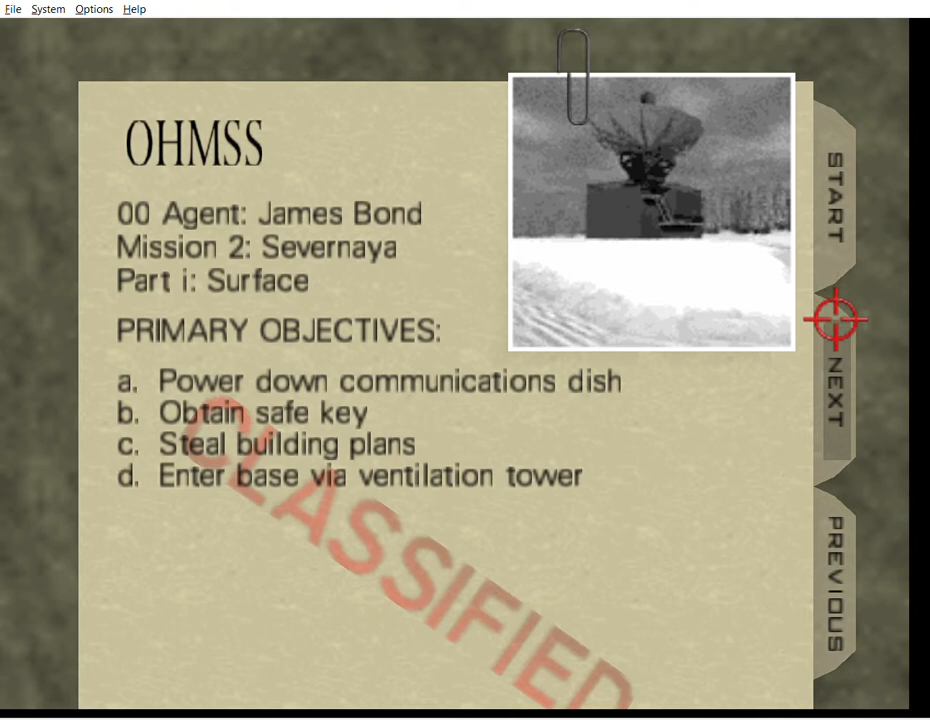 File System Options Help
OHMSS
00 Agent: James Bond
Mission 2: Severnaya
Part i: Surface
PRIMARY OBJECTIVES:
a. Power down communications dish
b. Obtain safe key
c. Steal building plans
d. Enter base via ventilation tower
CLASSIFIED
START
NEXT
PREVIOUS